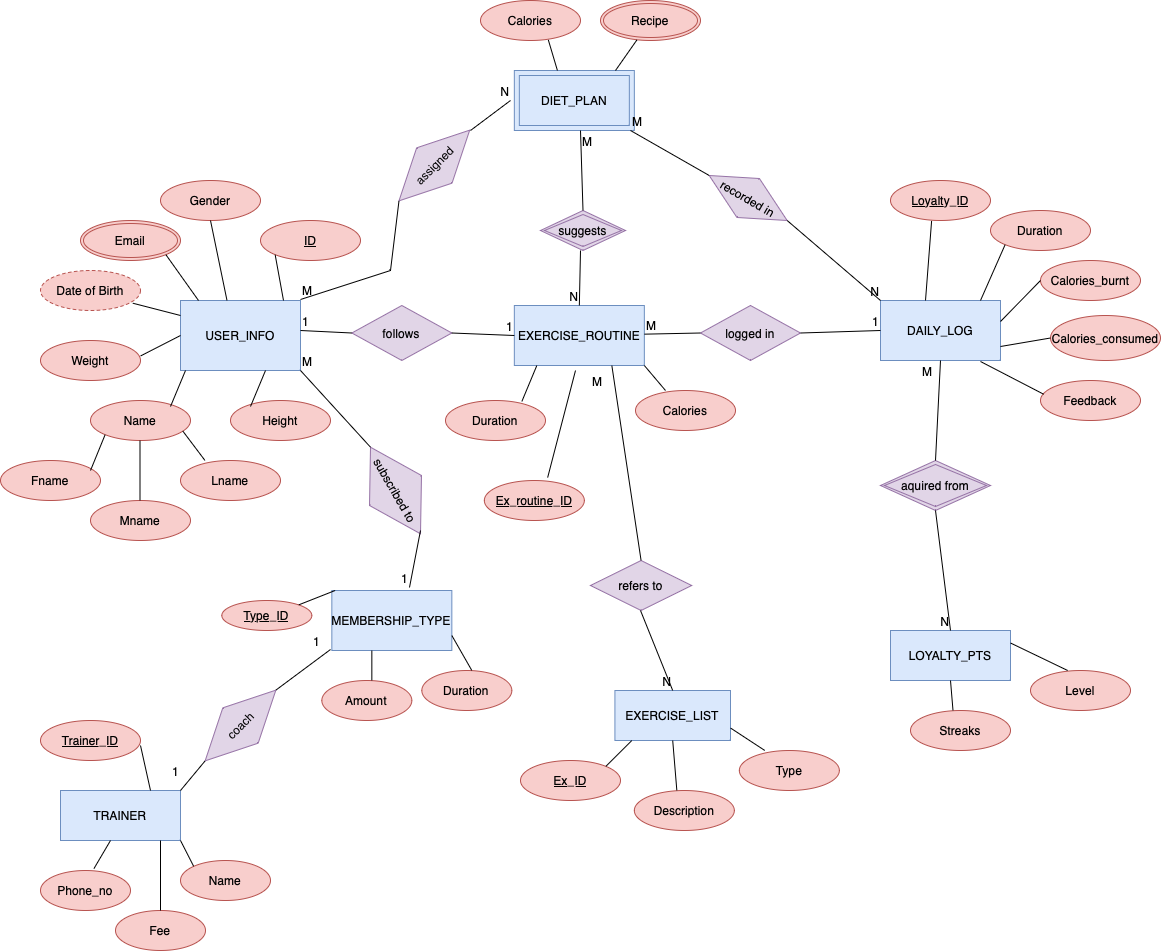 Calories
Recipe
DIET_PLAN
N
M
M
assigned
recorded in
suggests
Gender
Email
ID
Date of Birth
Loyalty_ID
Duration
Calories_burnt
Calories_consumed
Feedback
M
N
N
USER_INFO
1
follows
1
EXERCISE_ROUTINE
M
logged in
1
DAILY_LOG
Weight
M
M
M
Name
Height
Duration
Calories
Fname
Lname
Mname
Ex_routine_ID
subscribed to
aquired from
1
refers to
Type_ID
MEMBERSHIP_TYPE
1
N
LOYALTY_PTS
Amount
Duration
Level
Streaks
N
EXERCISE_LIST
coach
Trainer_ID
1
Ex_ID
Description
Type
TRAINER
Phone_no
Name
Fee